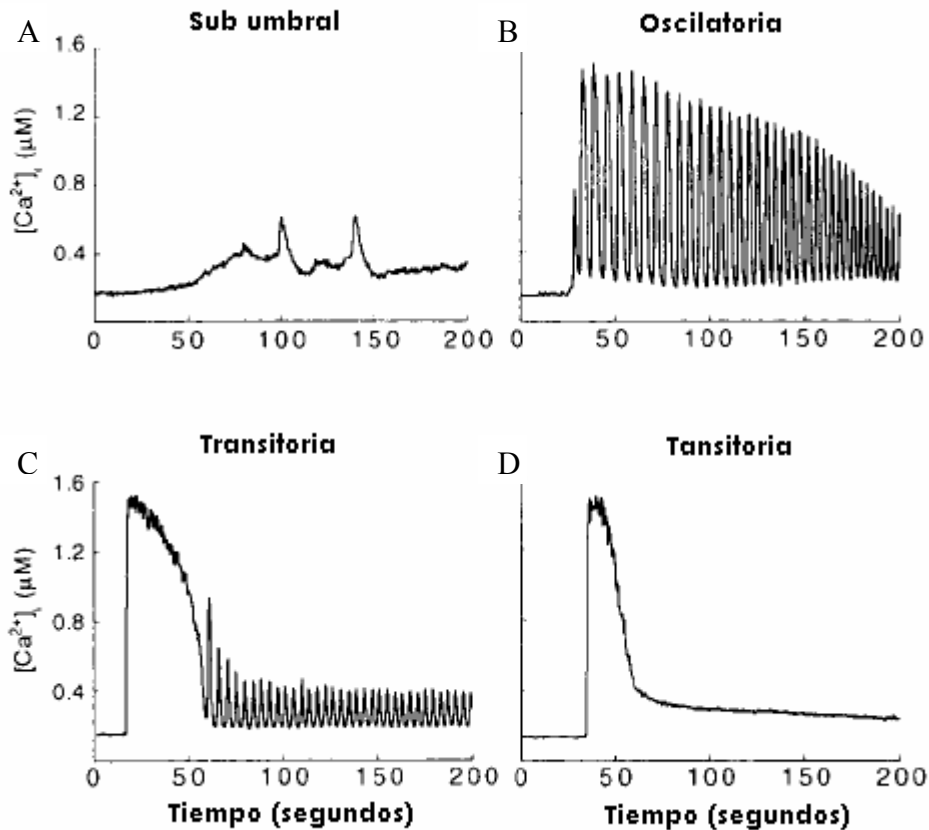 A
Sub umbral
B
Oscilatoria
1.6
1.2
0.8
0.4
[Ca²⁺]ᵢ (µM)
0 50 100 150 200
0 50 100 150 200
C
Transitoria
D
Tansitoria
1.6
1.2
0.8
0.4
[Ca²⁺]ᵢ (µM)
0 50 100 150 200
0 50 100 150 200
Tiempo (segundos)
Tiempo (segundos)